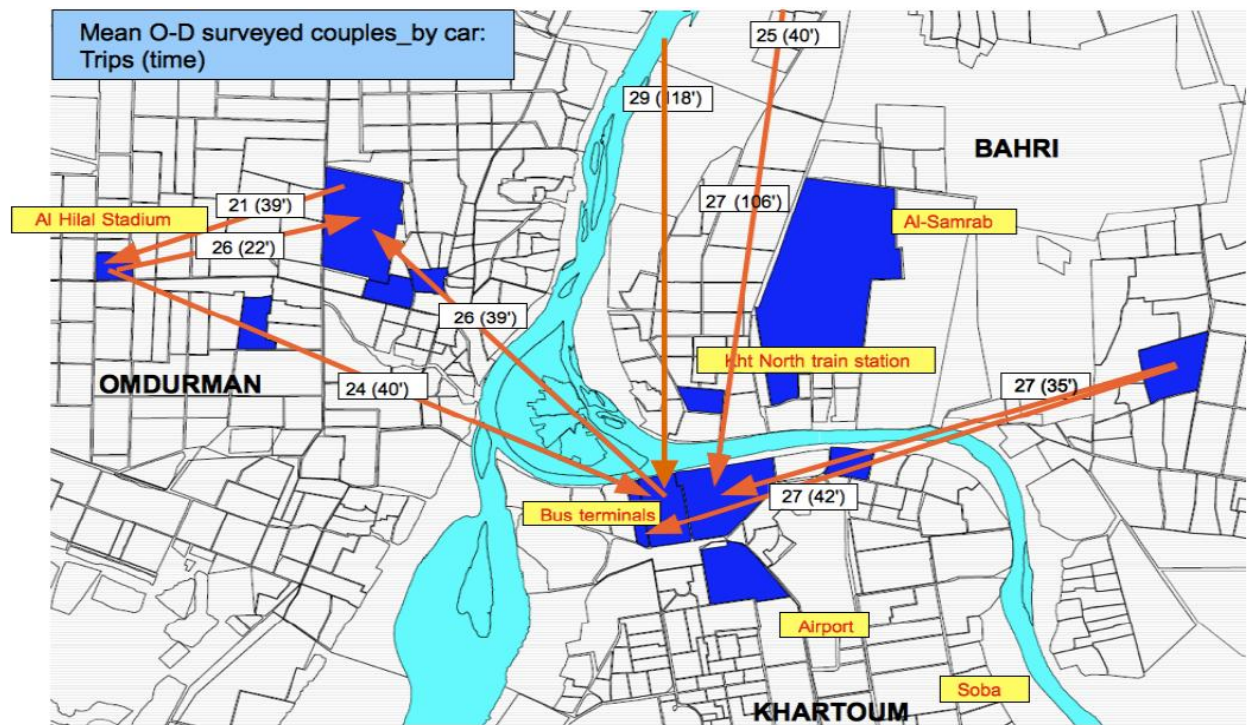 Mean O-D surveyed couples_by car:
Trips (time)
25 (40')
29 (118')
BAHRI
27 (106')
21 (39')
Al Hilal Stadium
Al-Samrab
26 (22')
26 (39')
Kht North train station
OMDURMAN
24 (40')
27 (35')
27 (42')
Bus terminals
Airport
Soba
KHARTOUM